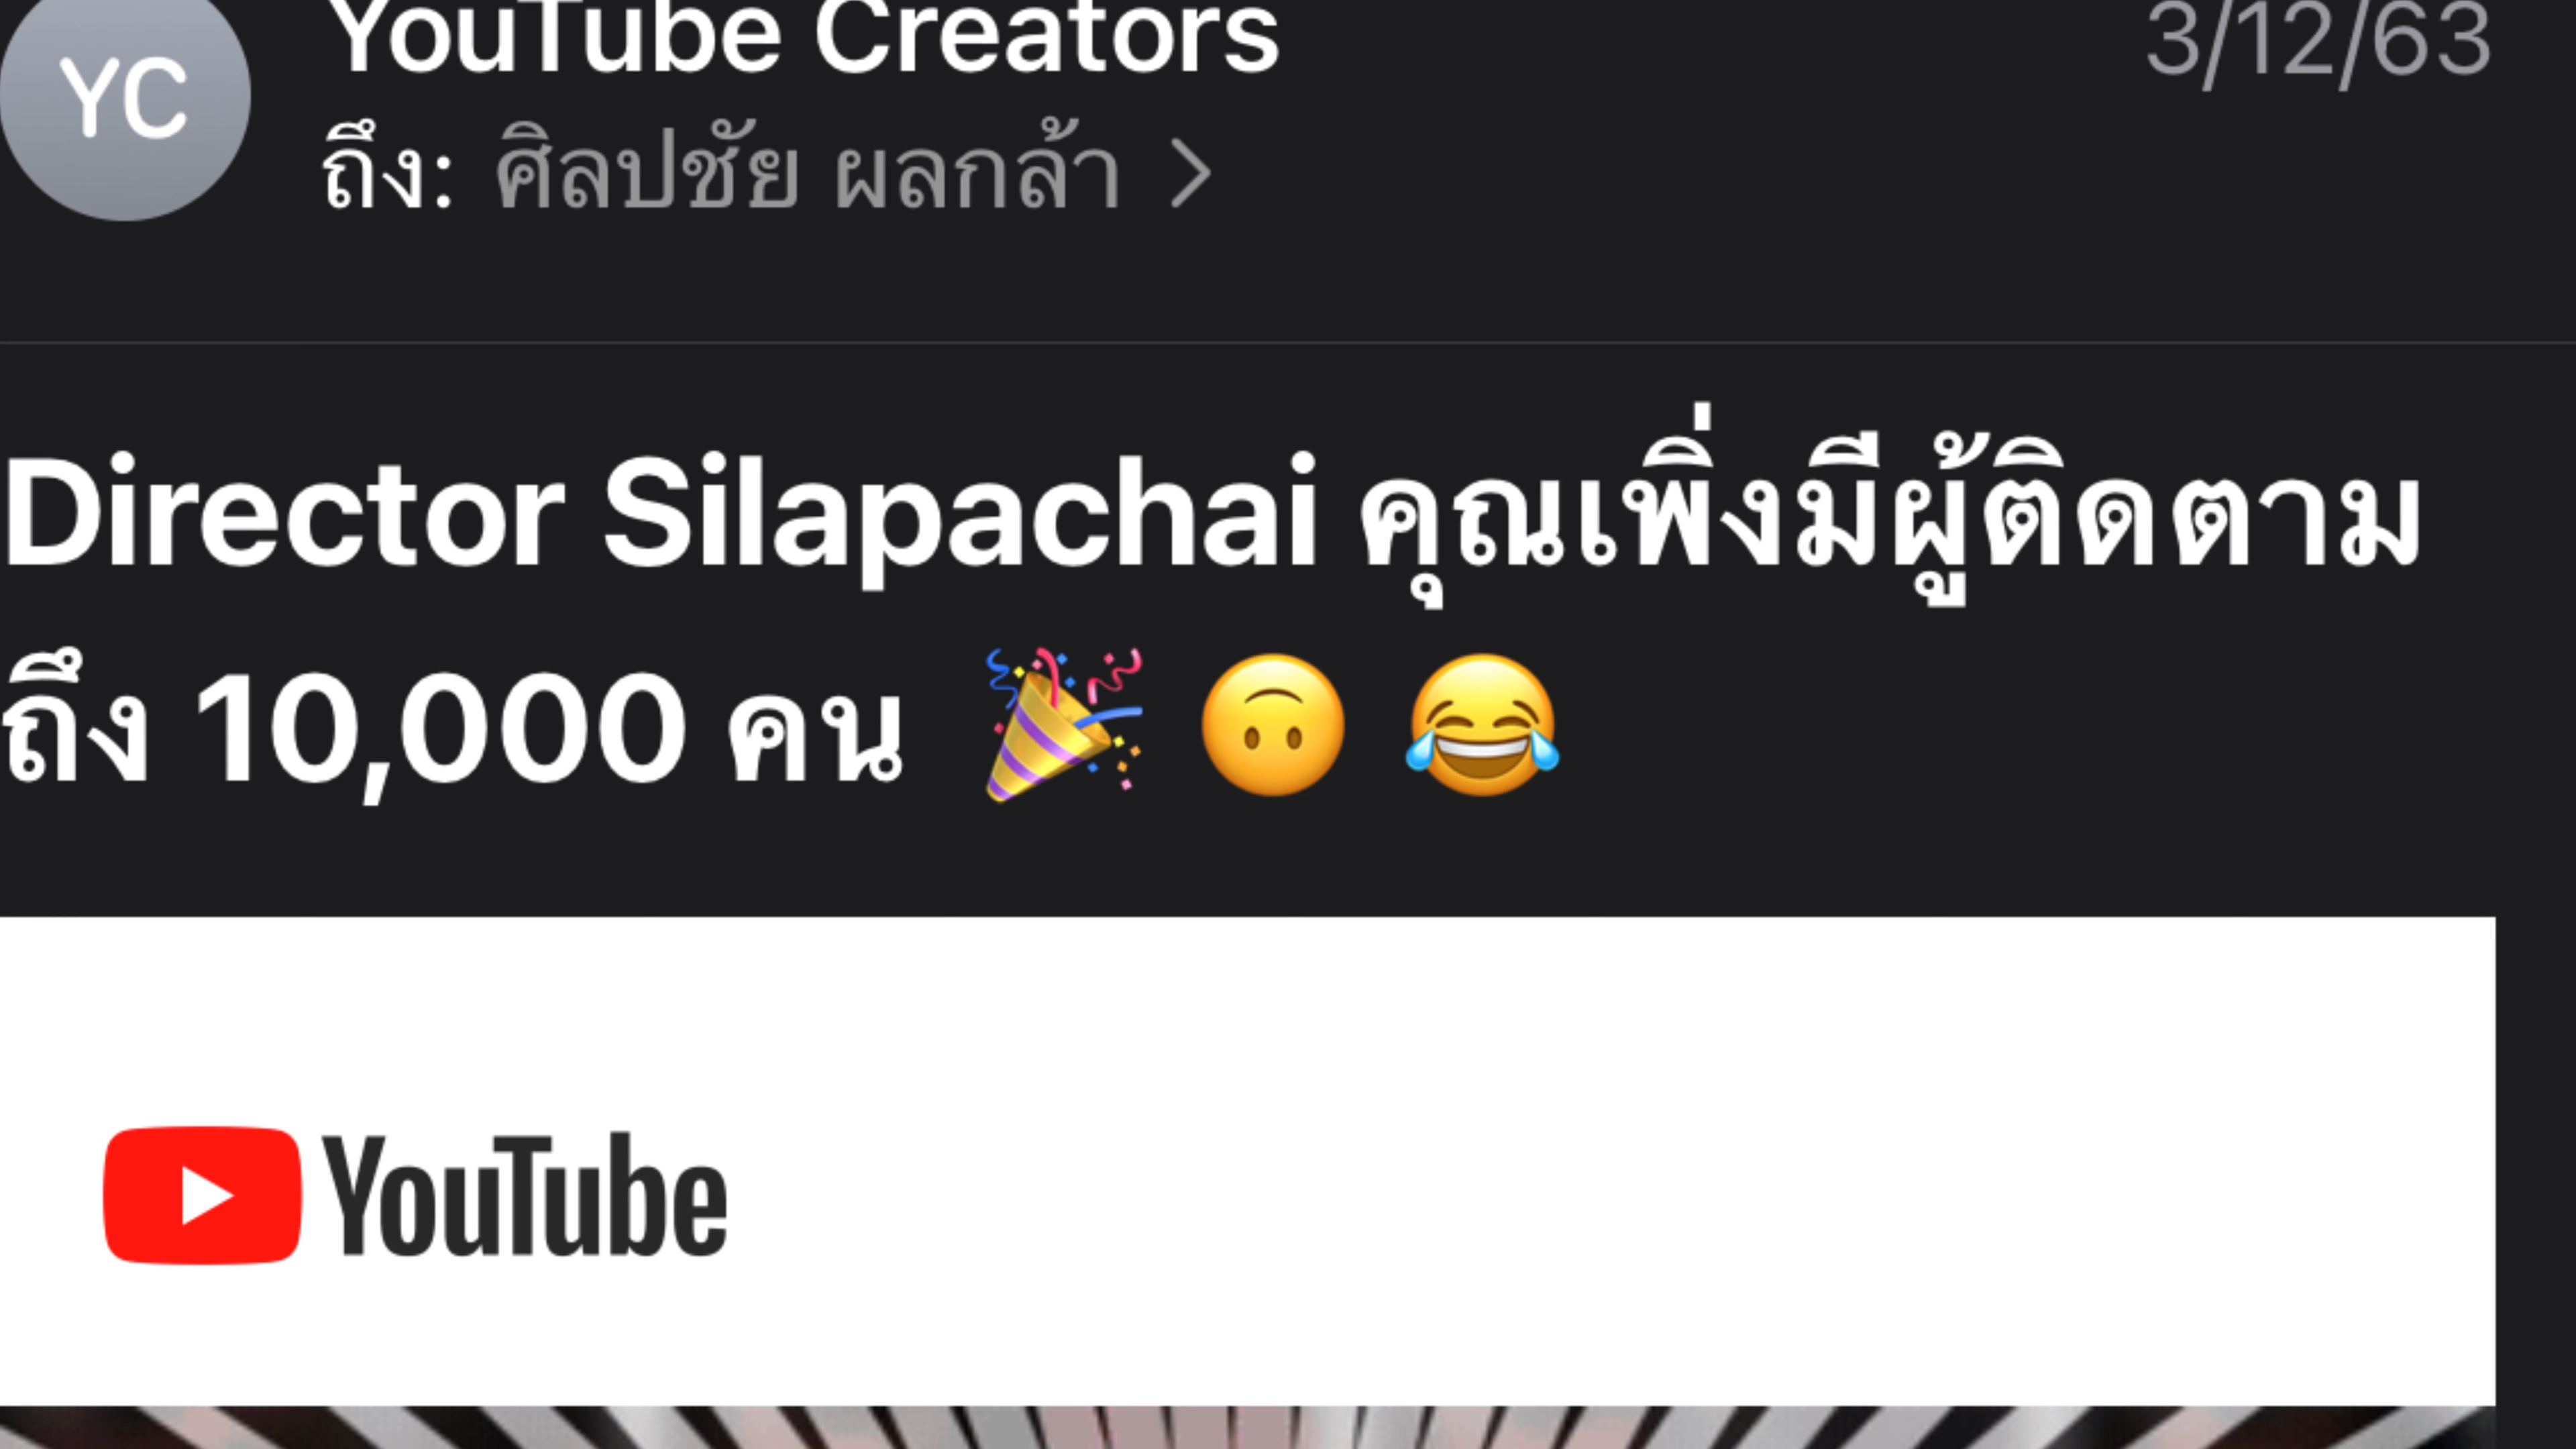 YouTube Creators
3/12/63
YC
ถึง: ศิลปชัย ผลกล้า >
Director Silapachai คุณเพิ่งมีผู้ติดตาม
ถึง 10,000 คน 🎉 🙃 😂
YouTube